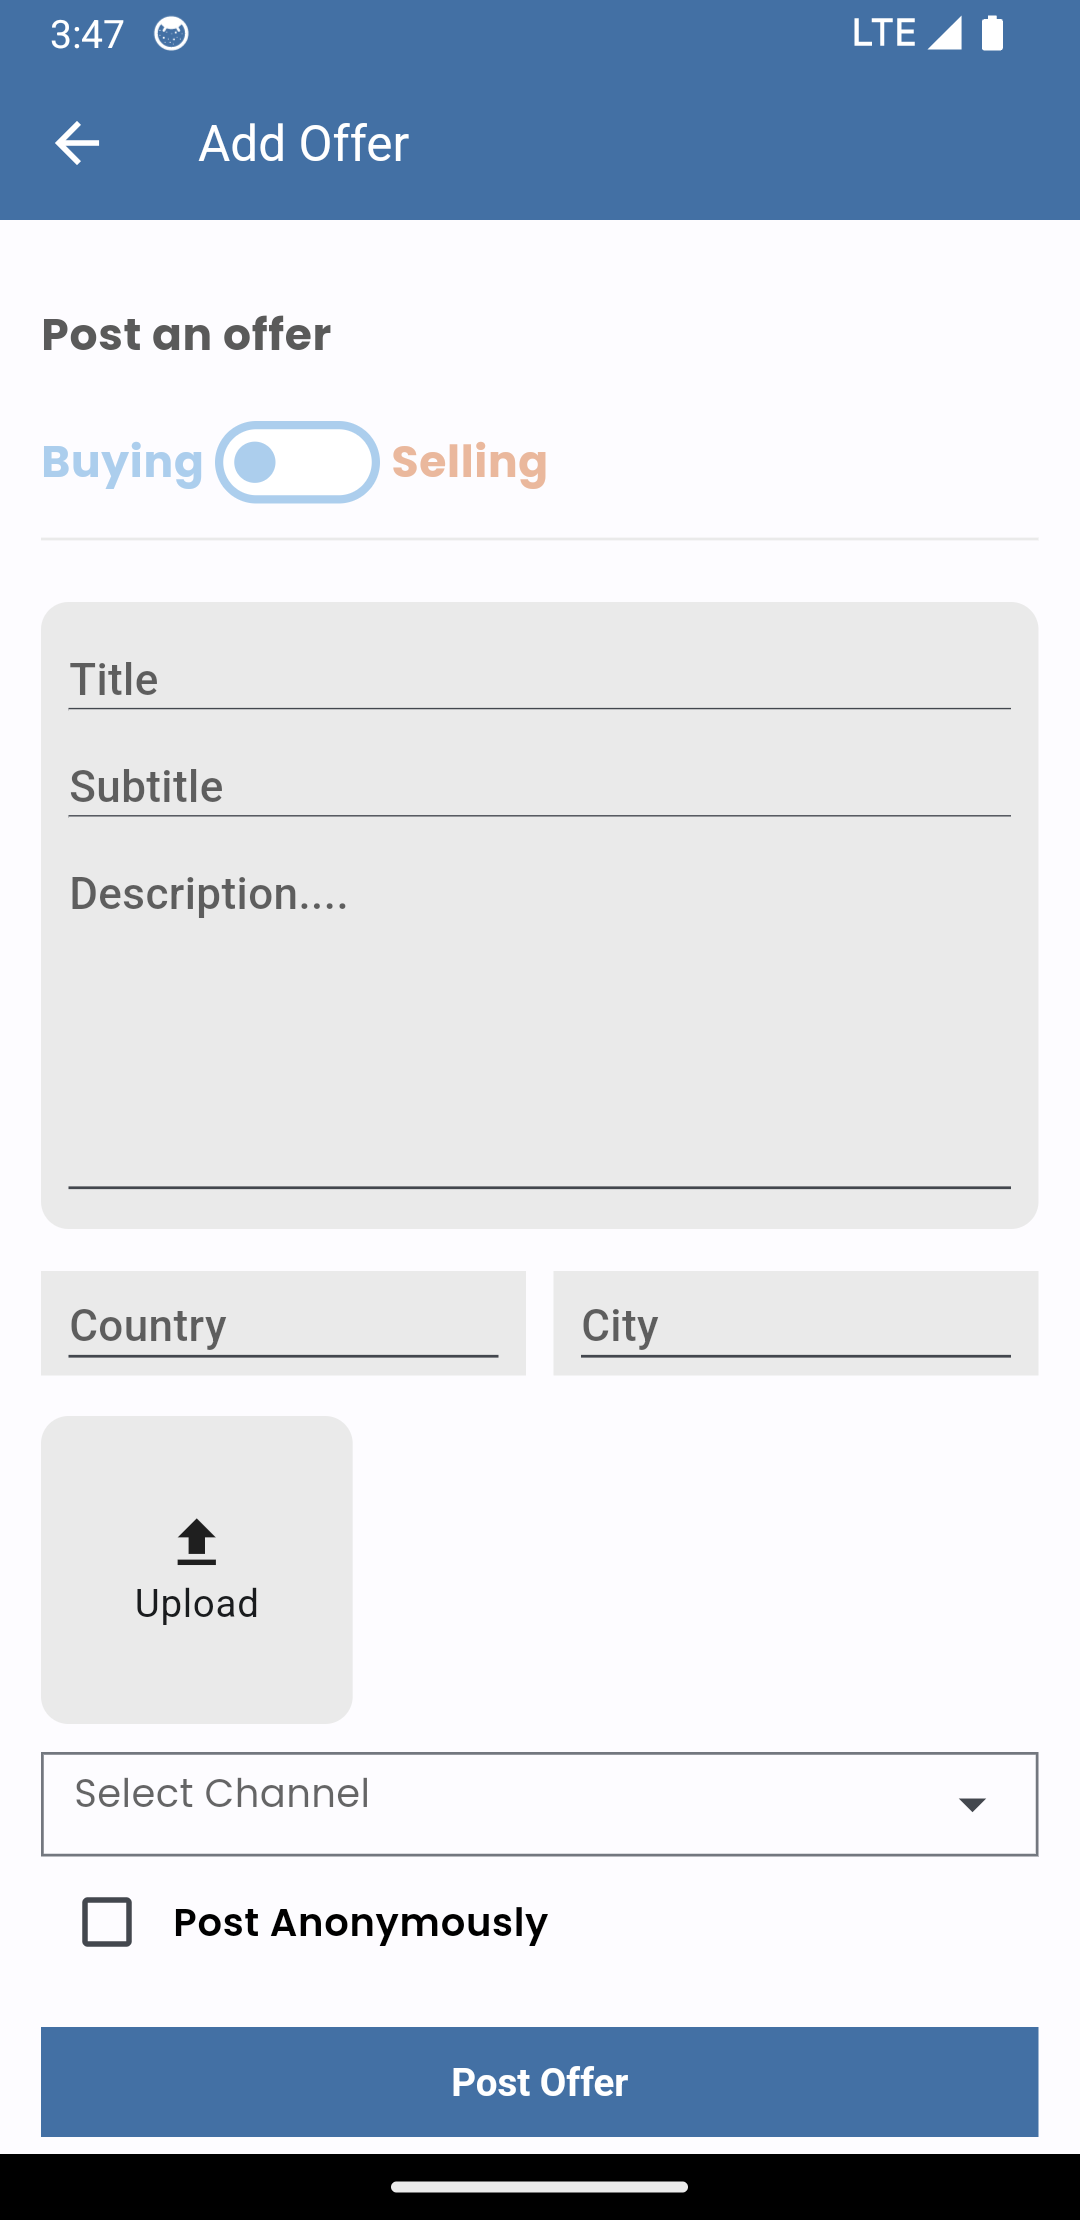 3:47 LTE
Add Offer
Post an offer
Buying Selling
Title
Subtitle
Description....
Country City
Upload
Select Channel
Post Anonymously
Post Offer